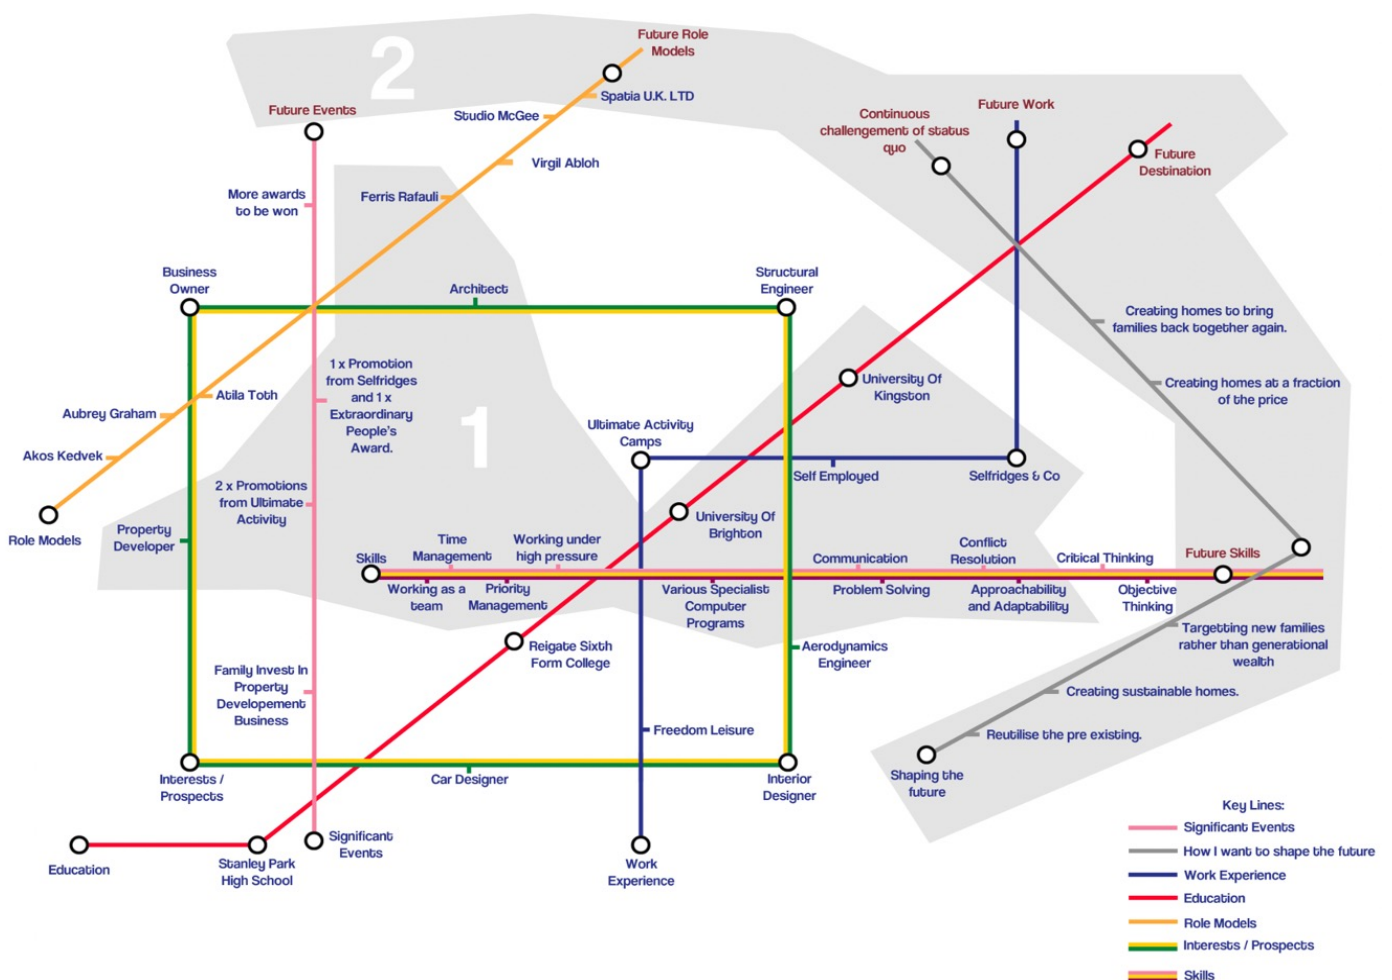 2
Future Role
Models
Spatia U.K. LTD
Studio McGee
Virgil Abloh
Ferris Rafauli
Future Events
More awards
to be won
Continuous
challengement of status
quo
Future Work
Future
Destination
Business
Owner
Architect
Structural
Engineer
Creating homes to bring
families back together again.
Creating homes at a fraction
of the price
1 x Promotion
from Selfridges
and 1 x
Extraordinary
People's
Award.
Atila Toth
Aubrey Graham
Akos Kedvek
Role Models
1
Ultimate Activity
Camps
University Of
Kingston
Self Employed
Selfridges & Co
2 x Promotions
from Ultimate
Activity
Property
Developer
University Of
Brighton
Skills
Time
Management
Working under
high pressure
Communication
Conflict
Resolution
Critical Thinking
Future Skills
Working as a
team
Priority
Management
Various Specialist
Computer
Programs
Problem Solving
Approachability
and Adaptability
Objective
Thinking
Reigate Sixth
Form College
Aerodynamics
Engineer
Targetting new families
rather than generational
wealth
Creating sustainable homes.
Reutilise the pre existing.
Shaping the
future
Family Invest In
Property
Developement
Business
Freedom Leisure
Interests /
Prospects
Car Designer
Interior
Designer
Education
Stanley Park
High School
Significant
Events
Work
Experience
Key Lines:
Significant Events
How I want to shape the future
Work Experience
Education
Role Models
Interests / Prospects
Skills